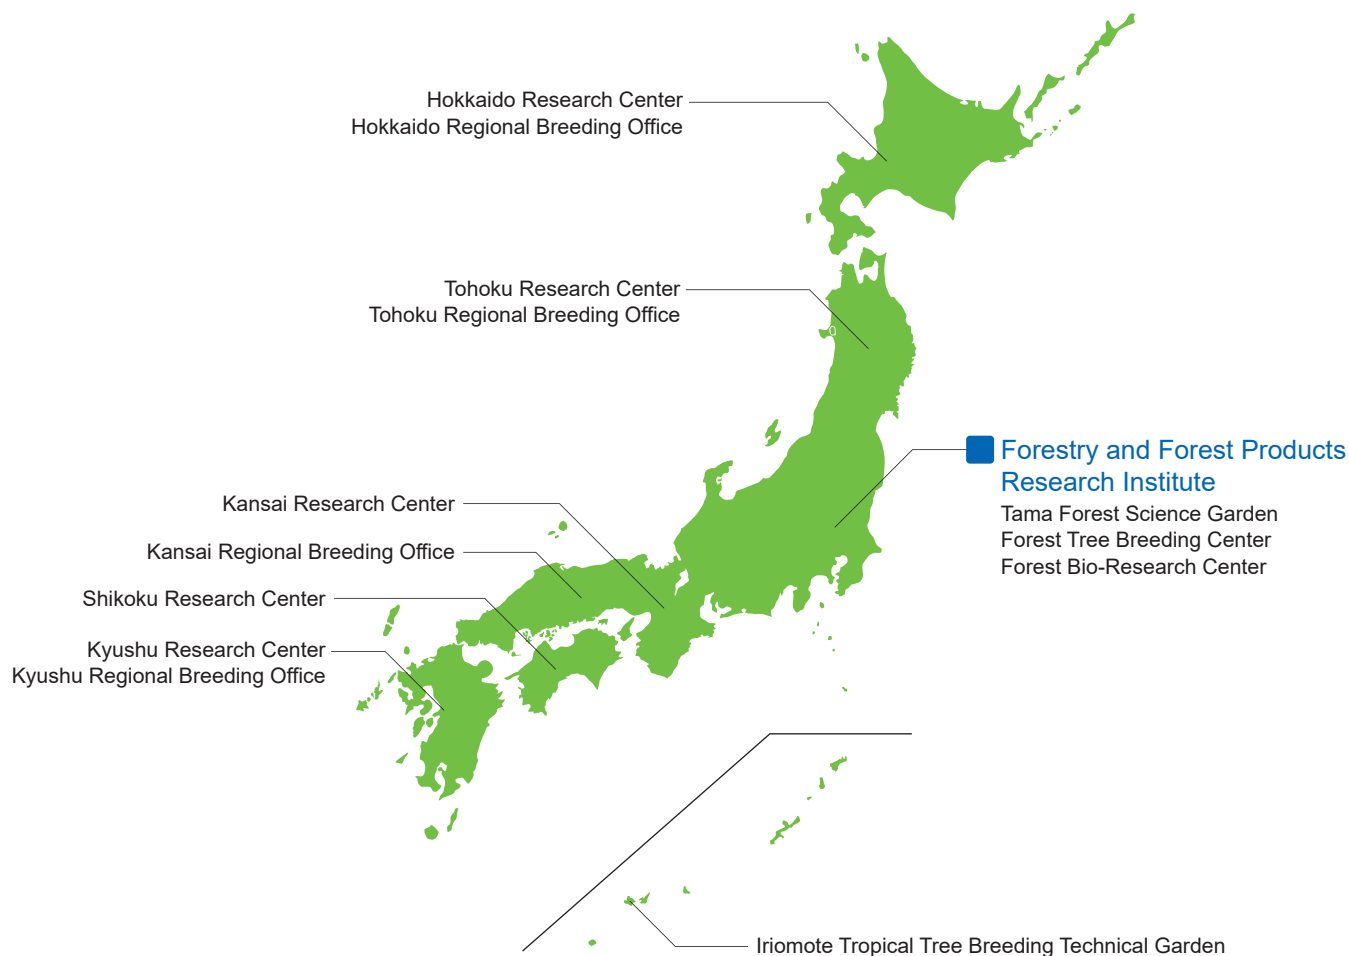 Hokkaido Research Center
Hokkaido Regional Breeding Office
Tohoku Research Center
Tohoku Regional Breeding Office
Forestry and Forest Products
Research Institute
Tama Forest Science Garden
Forest Tree Breeding Center
Forest Bio-Research Center
Kansai Research Center
Kansai Regional Breeding Office
Shikoku Research Center
Kyushu Research Center
Kyushu Regional Breeding Office
Iriomote Tropical Tree Breeding Technical Garden